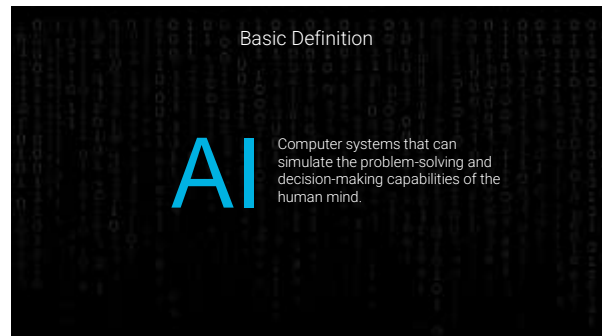 Basic Definition
AI
Computer systems that can
simulate the problem-solving and
decision-making capabilities of the
human mind.